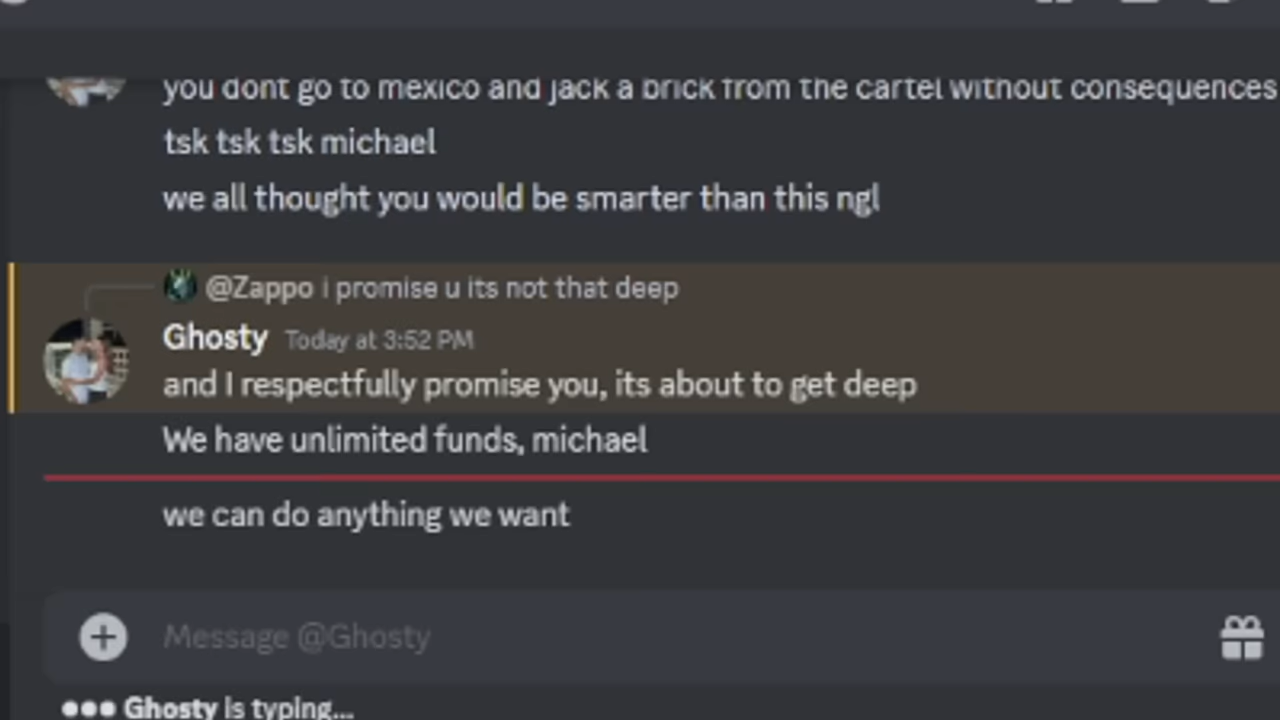 you dont go to mexico and jack a brick from the cartel without consequences
tsk tsk tsk michael
we all thought you would be smarter than this ngl
@Zappo i promise u its not that deep
Ghosty Today at 3:52 PM
and I respectfully promise you, its about to get deep
We have unlimited funds, michael
we can do anything we want
Message @Ghosty
Ghosty is typing...